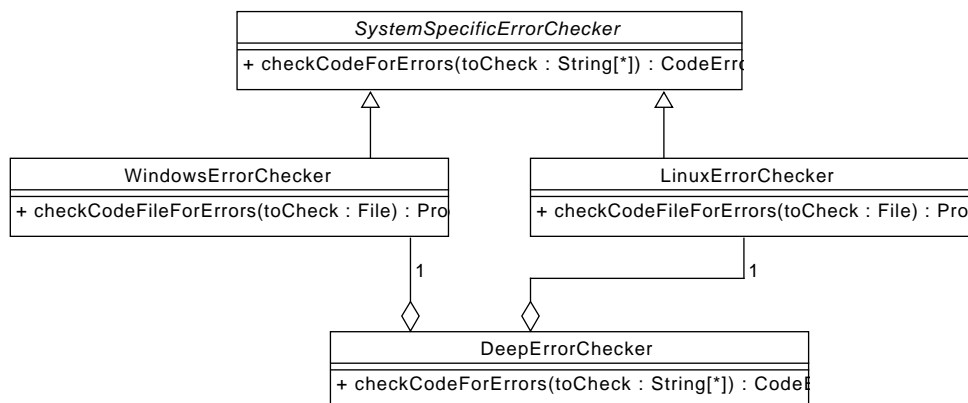 SystemSpecificErrorChecker
+ checkCodeForErrors(toCheck : String[*]) : CodeErro
WindowsErrorChecker
+ checkCodeFileForErrors(toCheck : File) : Pro
LinuxErrorChecker
+ checkCodeFileForErrors(toCheck : File) : Pro
1
1
DeepErrorChecker
+ checkCodeForErrors(toCheck : String[*]) : CodeE